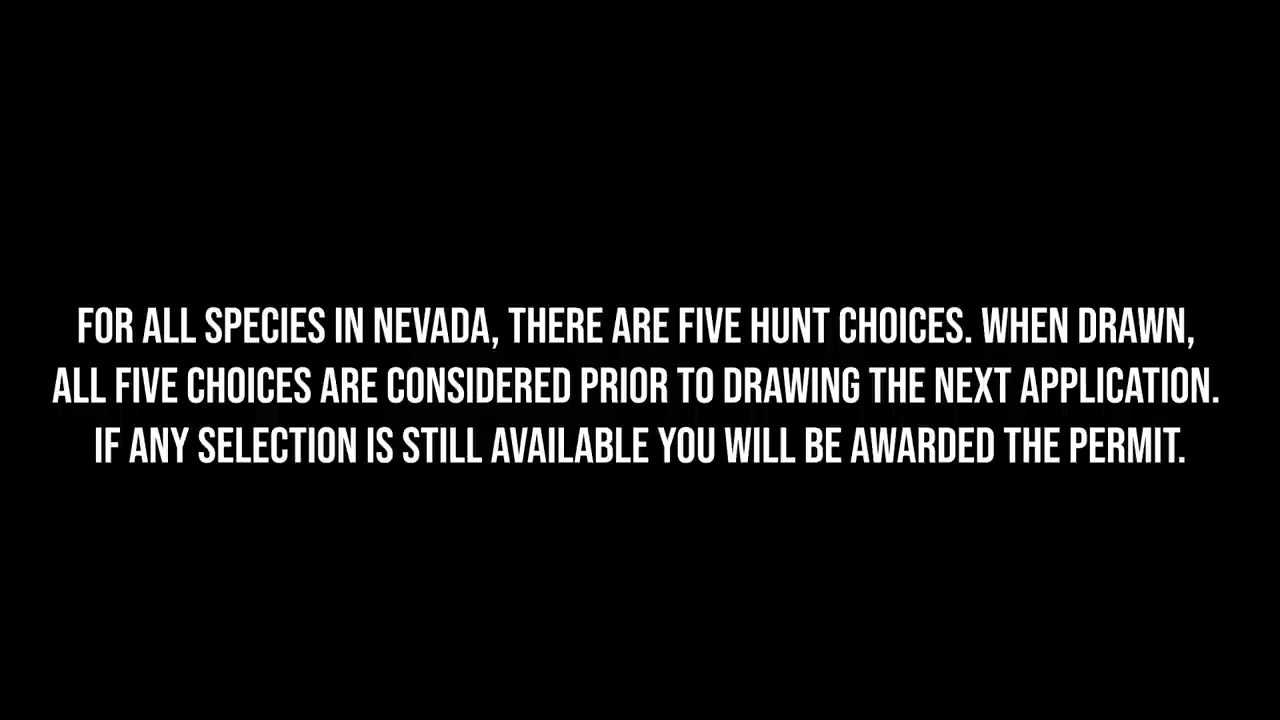 FOR ALL SPECIES IN NEVADA, THERE ARE FIVE HUNT CHOICES. WHEN DRAWN,
ALL FIVE CHOICES ARE CONSIDERED PRIOR TO DRAWING THE NEXT APPLICATION.
IF ANY SELECTION IS STILL AVAILABLE YOU WILL BE AWARDED THE PERMIT.